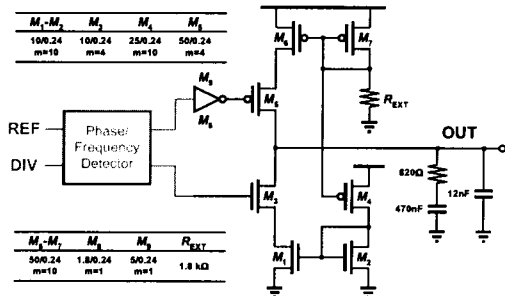 M₁-M₂ M₃ M₄ M₅
10/0.24 10/0.24 25/0.24 50/0.24
m=10 m=4 m=10 m=4
M₆ M₇
M₉
M₅
M₈
R_EXT
REF
DIV
Phase/
Frequency
Detector
OUT
M₃
M₄
820Ω
12nF
470nF
M₁ M₂
M₆-M₇ M₈ M₉ R_EXT
50/0.24 1.8/0.24 5/0.24 1.8 kΩ
m=10 m=1 m=1